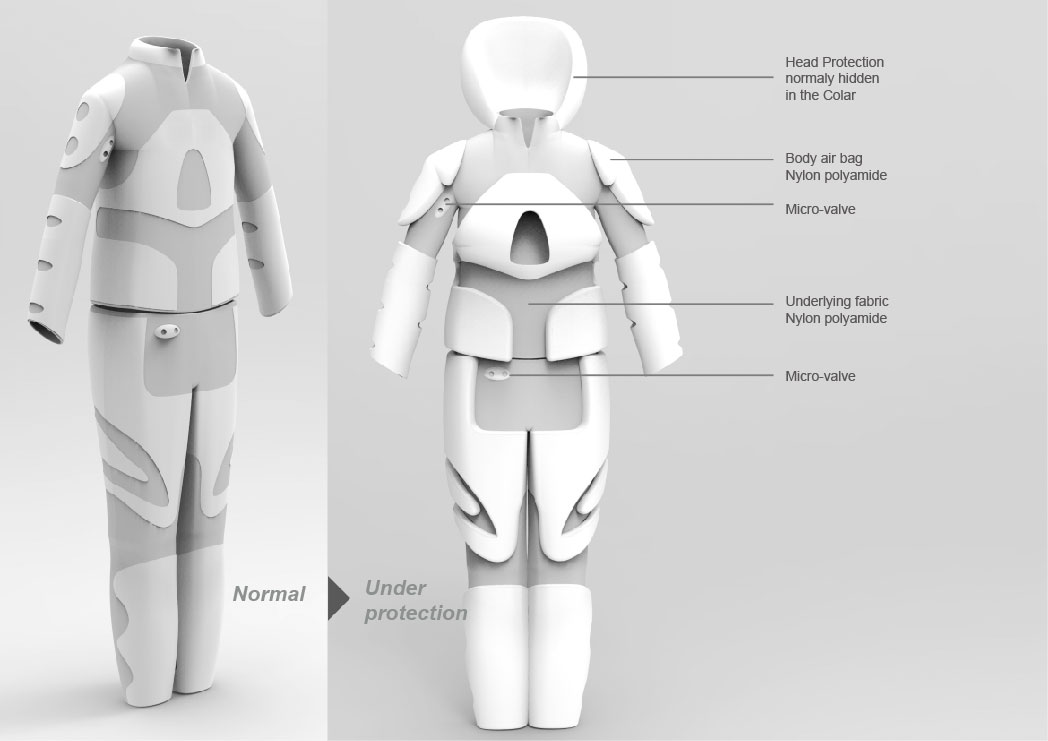 Head Protection
normaly hidden
in the Colar
Body air bag
Nylon polyamide
Micro-valve
Underlying fabric
Nylon polyamide
Micro-valve
Normal
Under
protection